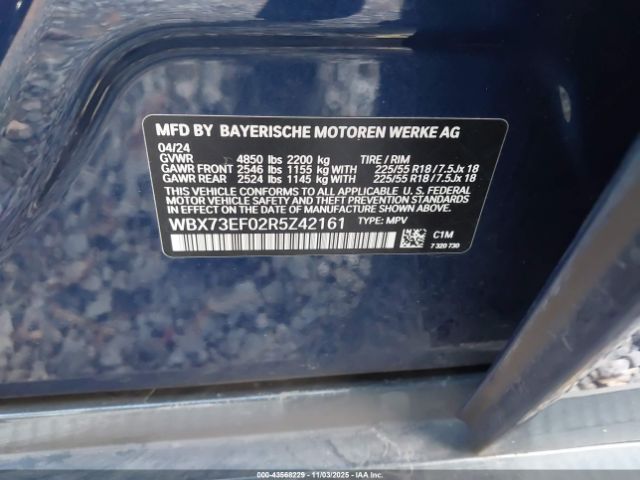 MFD BY BAYERISCHE MOTOREN WERKE AG
04/24
GVWR 4850 lbs 2200 kg TIRE / RIM
GAWR FRONT 2546 lbs 1155 kg WITH 225/55 R18 / 7.5Jx 18
GAWR REAR 2524 lbs 1145 kg WITH 225/55 R18 / 7.5Jx 18
THIS VEHICLE CONFORMS TO ALL APPLICABLE U. S. FEDERAL
MOTOR VEHICLE SAFETY, BUMPER, AND THEFT PREVENTION
STANDARDS IN EFFECT ON THE DATE OF MANUFACTURE SHOWN ABOVE.
WBX73EF02R5Z42161 TYPE: MPV
C1M
7 320 730
000-43568229 - 11/03/2025 - COPART